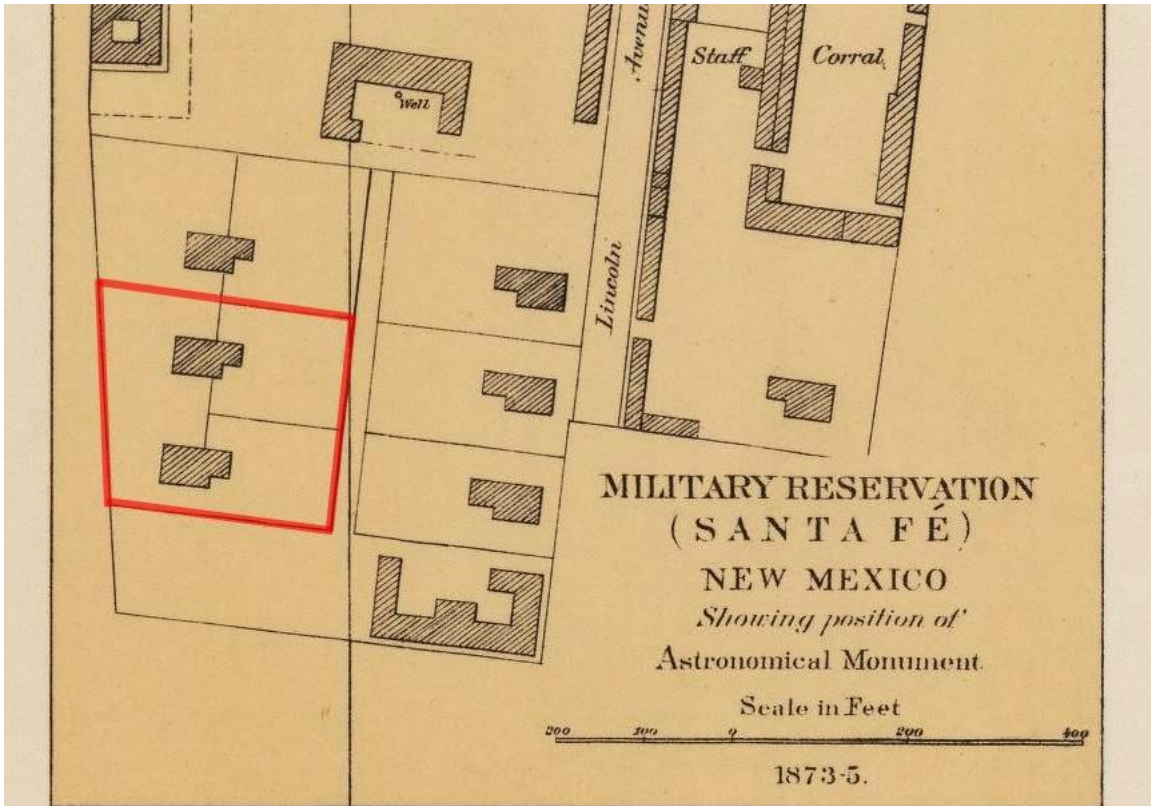 Avenu
Staff
Corral
Well
Lincoln
MILITARY RESERVATION
(SANTA FÉ)
NEW MEXICO
Showing position of
Astronomical Monument.
Scale in Feet
200 100 0 200 400
1873-5.